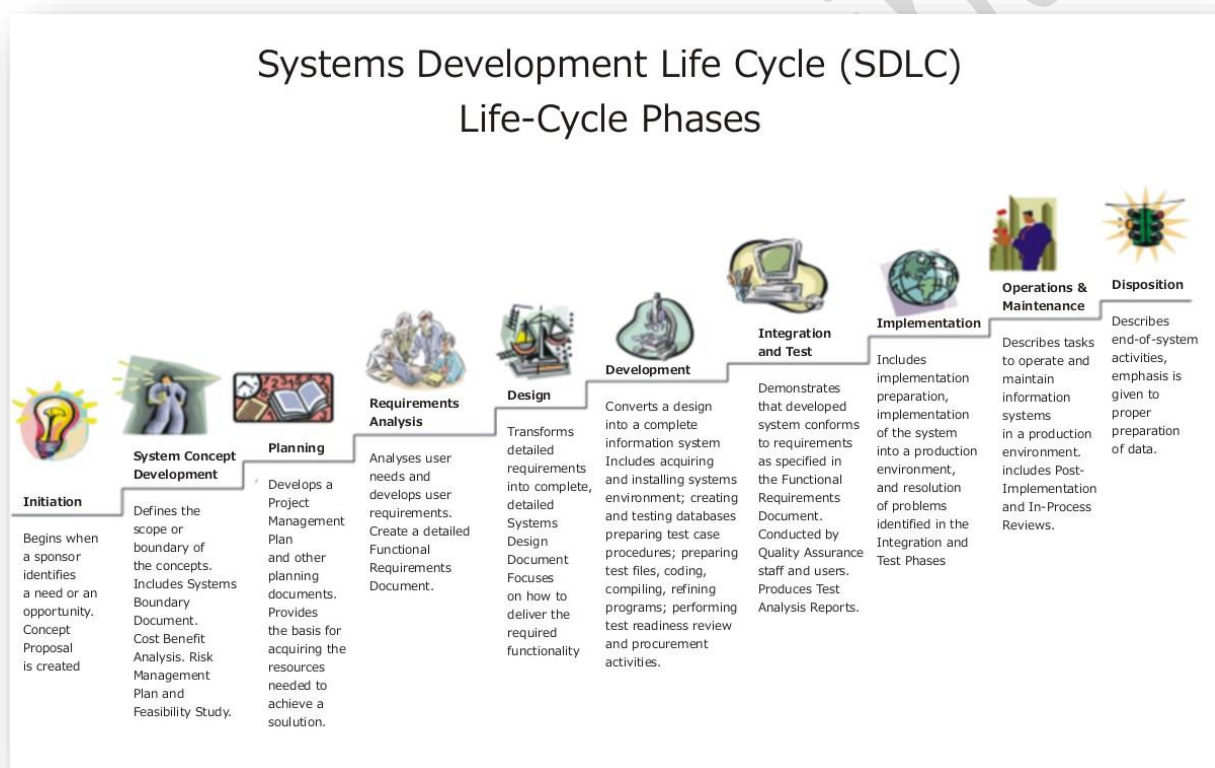 Systems Development Life Cycle (SDLC)
Life-Cycle Phases
Initiation
Begins when
a sponsor
identifies
a need or an
opportunity.
Concept
Proposal
is created
System Concept
Development
Defines the
scope or
boundary of
the concepts.
Includes Systems
Boundary
Document.
Cost Benefit
Analysis. Risk
Management
Plan and
Feasibility Study.
Planning
Develops a
Project
Management
Plan
and other
planning
documents.
Provides
the basis for
acquiring the
resources
needed to
achieve a
soulution.
Requirements
Analysis
Analyses user
needs and
develops user
requirements.
Create a detailed
Functional
Requirements
Document.
Design
Transforms
detailed
requirements
into complete,
detailed
Systems
Design
Document
Focuses
on how to
deliver the
required
functionality
Development
Converts a design
into a complete
information system
Includes acquiring
and installing systems
environment; creating
and testing databases
preparing test case
procedures; preparing
test files, coding,
compiling, refining
programs; performing
test readiness review
and procurement
activities.
Integration
and Test
Demonstrates
that developed
system conforms
to requirements
as specified in
the Functional
Requirements
Document.
Conducted by
Quality Assurance
staff and users.
Produces Test
Analysis Reports.
Implementation
Includes
implementation
preparation,
implementation
of the system
into a production
environment,
and resolution
of problems
identified in the
Integration and
Test Phases
Operations &
Maintenance
Describes tasks
to operate and
maintain
information
systems
in a production
environment.
includes Post-
Implementation
and In-Process
Reviews.
Disposition
Describes
end-of-system
activities,
emphasis is
given to
proper
preparation
of data.